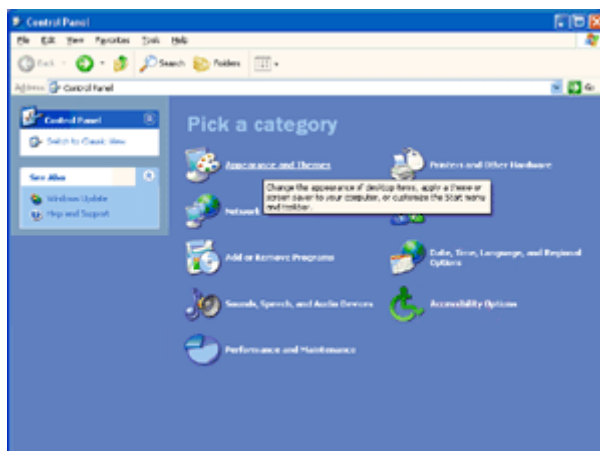 Control Panel
File Edit View Favorites Tools Help
Back Search Folders
Address Control Panel Go
Control Panel
Switch to Classic View
See Also
Windows Update
Help and Support
Pick a category
Appearance and Themes
Printers and Other Hardware
Change the appearance of desktop items, apply a theme or
screen saver to your computer, or customize the Start menu
and taskbar.
Network
Add or Remove Programs
Date, Time, Language, and Regional
Options
Sounds, Speech, and Audio Devices
Accessibility Options
Performance and Maintenance